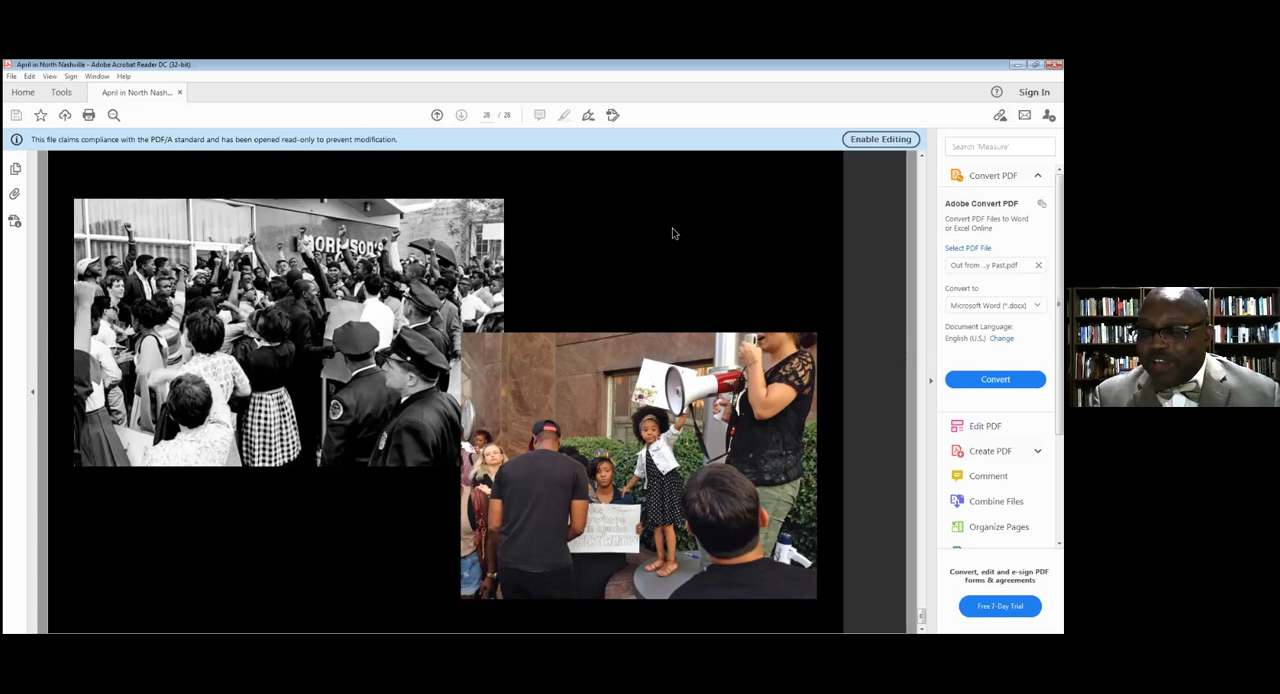 April in North Nashville - Adobe Acrobat Reader DC (32-bit)
File Edit View Sign Window Help
Home Tools April in North Nash... ×
Sign In
28 / 28
This file claims compliance with the PDF/A standard and has been opened read-only to prevent modification.
Enable Editing
Search 'Measure'
Convert PDF
Adobe Convert PDF
Convert PDF Files to Word
or Excel Online
Select PDF File
Out from ...y Past.pdf
Convert to
Microsoft Word (*.docx)
Document Language:
English (U.S.) Change
Convert
Edit PDF
Create PDF
Comment
Combine Files
Organize Pages
Convert, edit and e-sign PDF
forms & agreements
Free 7-Day Trial
MORRISON'S